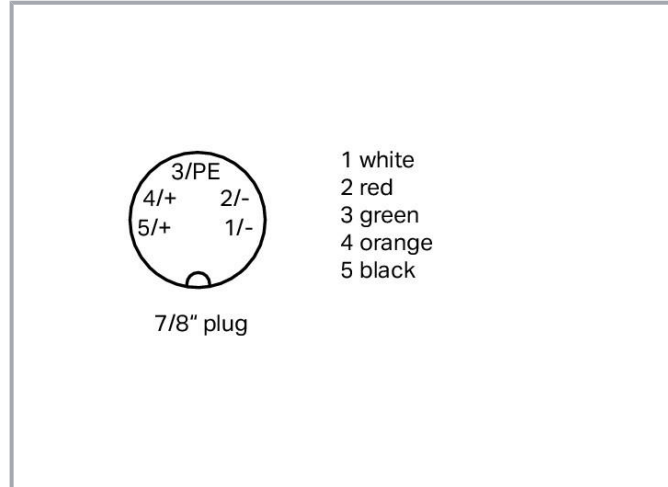 3/PE
4/+ 2/-
5/+ 1/-
7/8“ plug
1 white
2 red
3 green
4 orange
5 black